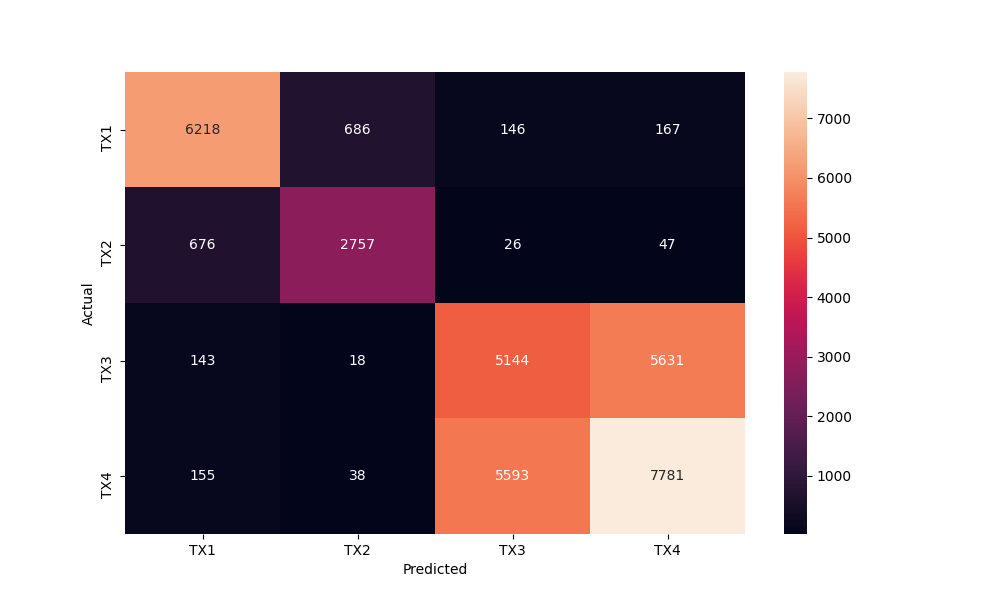 TX1 6218 686 146 167
TX2 676 2757 26 47
TX3 143 18 5144 5631
TX4 155 38 5593 7781
TX1 TX2 TX3 TX4
Predicted
Actual
7000
6000
5000
4000
3000
2000
1000